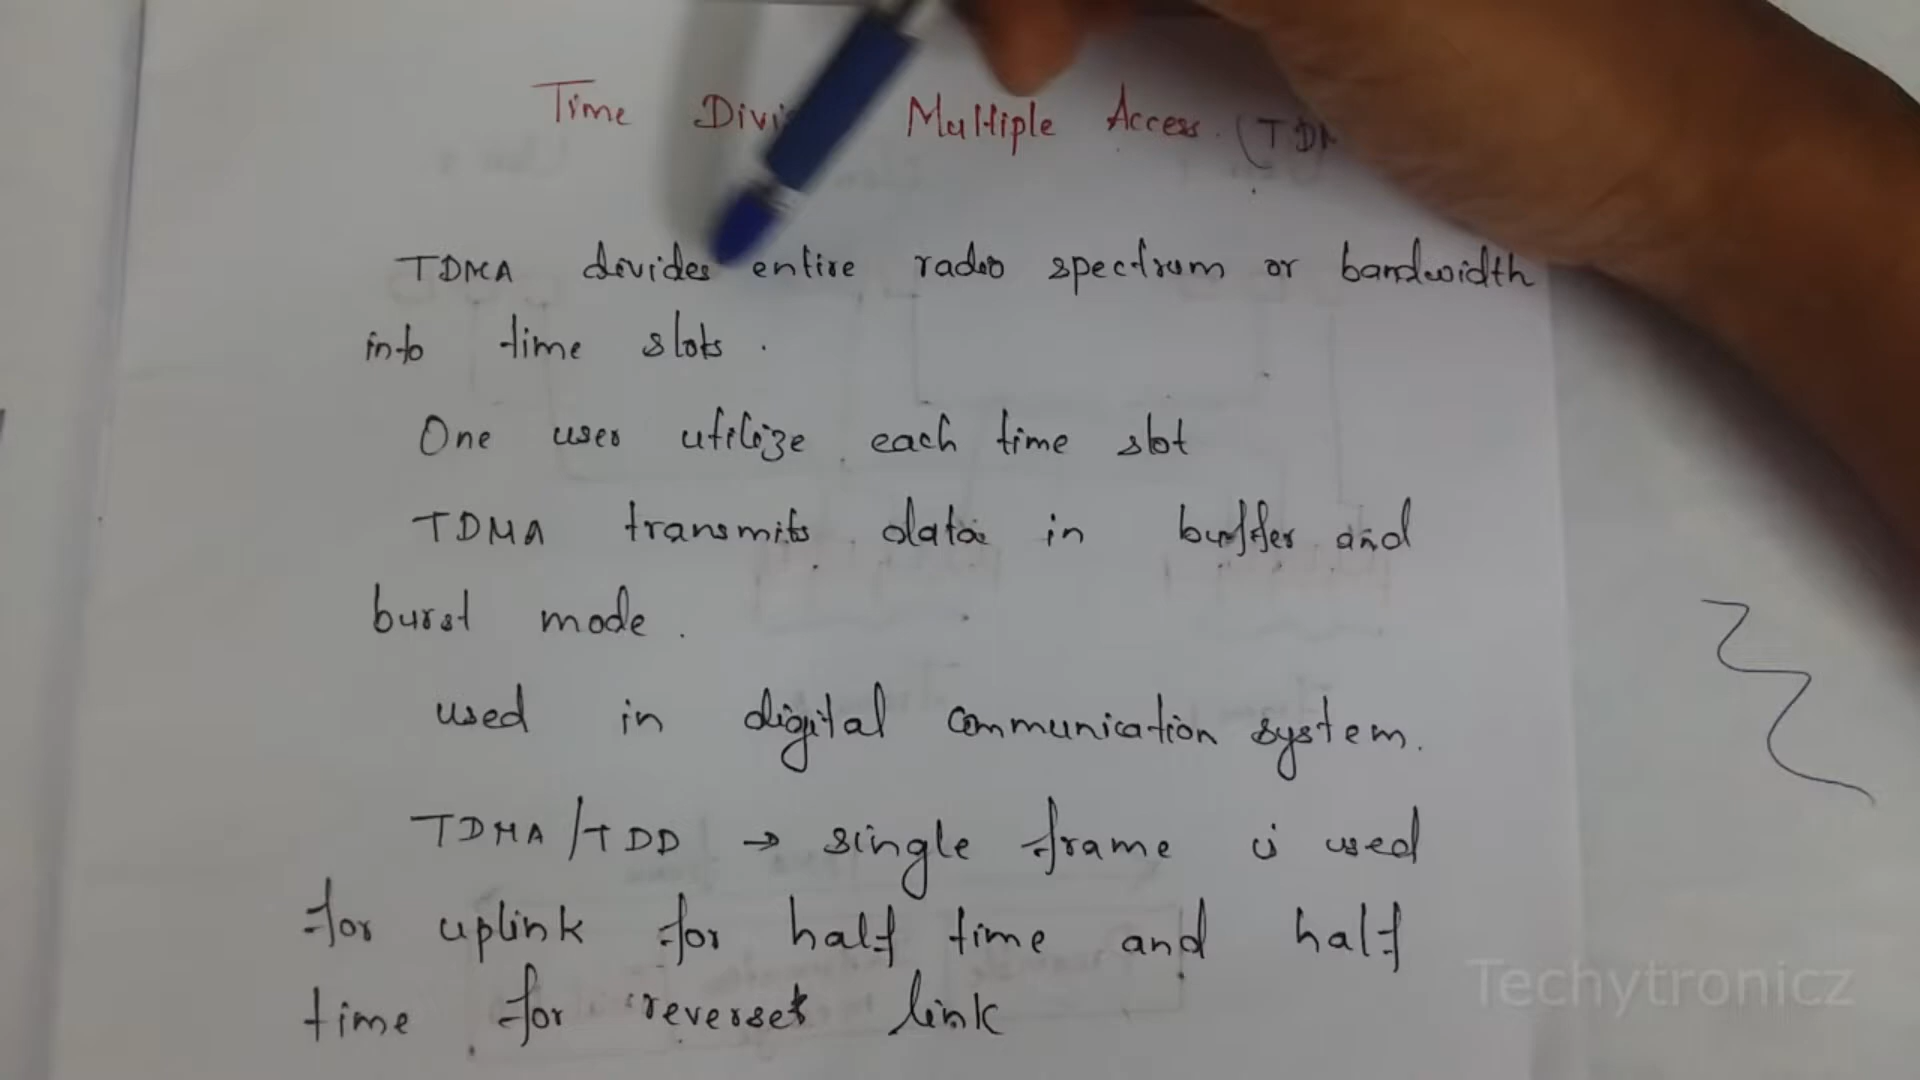 Time Divi Multiple Access (TDM
TDMA divides entire radio spectrum or bandwidth
into time slots.
One user utilize each time slot
TDMA transmits data in buffer and
burst mode.
used in digital communication system.
TDMA/TDD → single frame is used
for uplink for half time and half
time for reverse link
Techytronicz